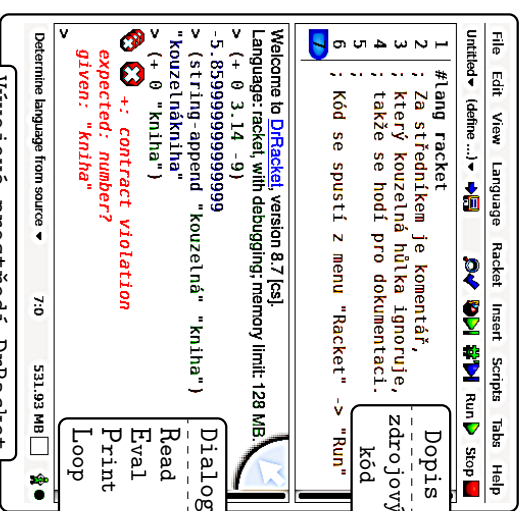 File Edit View Language Racket Insert Scripts Tabs Help
Untitled (define ...) Run Stop
1 #lang racket
2 ; Za středníkem je komentář,
3 ; který kouzelná hůlka ignoruje,
4 ; takže se hodí pro dokumentaci.
5 ;
6 ; Kód se spustí z menu "Racket" -> "Run"
7
Dopis
zdrojový
kód
Welcome to DrRacket, version 8.7 [cs].
Language: racket, with debugging; memory limit: 128 MB.
> (+ 0 3.14 -9)
-5.859999999999999
> (string-append "kouzelná" "kniha")
"kouzelnákniha"
> (+ 0 "kniha")
+: contract violation
expected: number?
given: "kniha"
>
Dialog
Read
Eval
Print
Loop
Determine language from source 7:0 531.93 MB